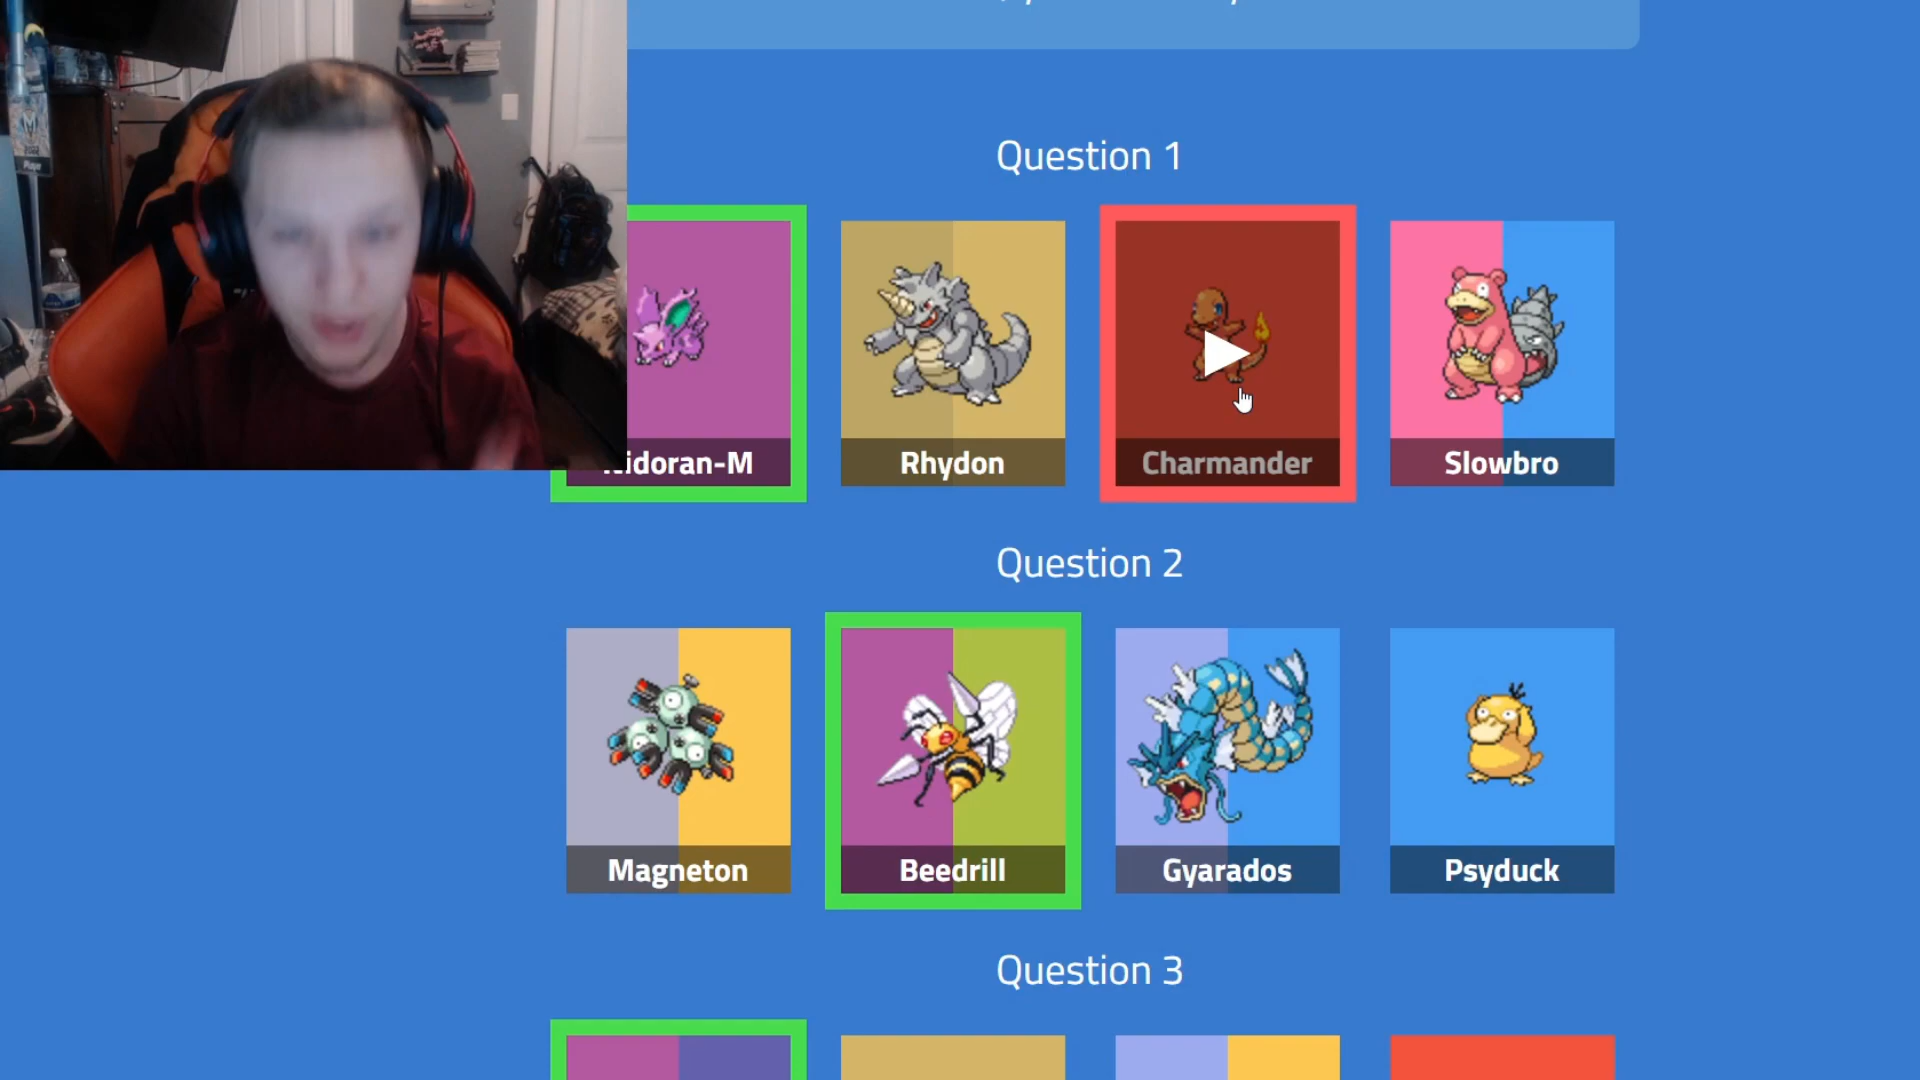 Question 1
idoran-M
Rhydon
Charmander
Slowbro
Question 2
Magneton
Beedrill
Gyarados
Psyduck
Question 3